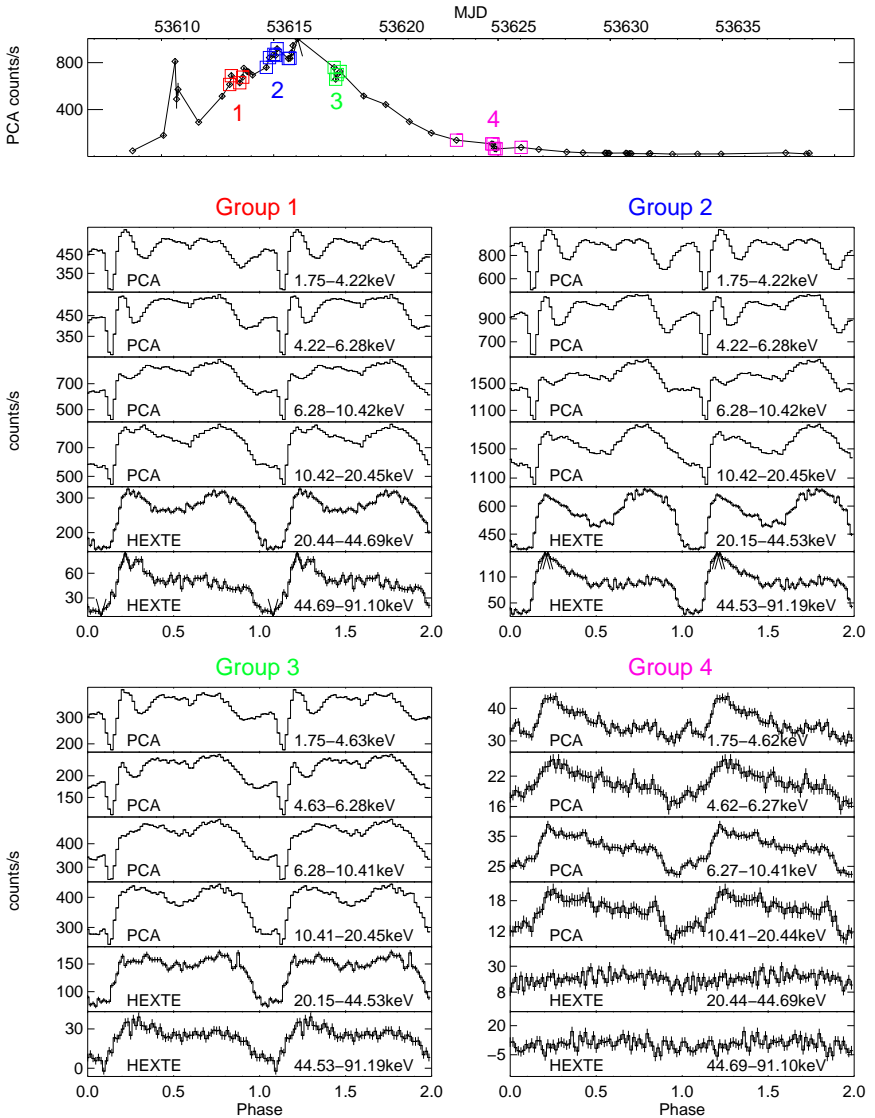 MJD
53610 53615 53620 53625 53630 53635
PCA counts/s
800
400
1 2 3 4
Group 1
counts/s
450
350
PCA 1.75−4.22keV
450
350
PCA 4.22−6.28keV
700
500
PCA 6.28−10.42keV
700
500
PCA 10.42−20.45keV
300
200
HEXTE 20.44−44.69keV
60
30
HEXTE 44.69−91.10keV
0.0 0.5 1.0 1.5 2.0
Group 2
800
600
PCA 1.75−4.22keV
900
700
PCA 4.22−6.28keV
1500
1100
PCA 6.28−10.42keV
1500
1100
PCA 10.42−20.45keV
600
450
HEXTE 20.15−44.53keV
110
50
HEXTE 44.53−91.19keV
0.0 0.5 1.0 1.5 2.0
Group 3
counts/s
300
200
PCA 1.75−4.63keV
200
150
PCA 4.63−6.28keV
400
300
PCA 6.28−10.41keV
400
300
PCA 10.41−20.45keV
150
100
HEXTE 20.15−44.53keV
30
0
HEXTE 44.53−91.19keV
0.0 0.5 1.0 1.5 2.0
Phase
Group 4
40
30
PCA 1.75−4.62keV
22
16
PCA 4.62−6.27keV
35
25
PCA 6.27−10.41keV
18
12
PCA 10.41−20.44keV
30
8
HEXTE 20.44−44.69keV
20
−5
HEXTE 44.69−91.10keV
0.0 0.5 1.0 1.5 2.0
Phase